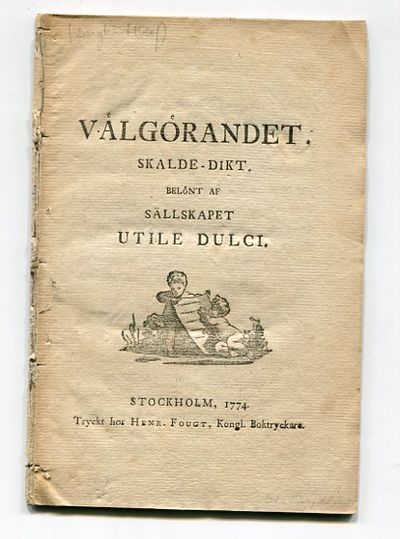 VÅLGÖRANDET.
SKALDE-DIKT.
BELÖNT AF
SÄLLSKAPET
UTILE DULCI.
STOCKHOLM, 1774.
Tryckt hos HENR. FOUGT, Kongl. Boktryckare.